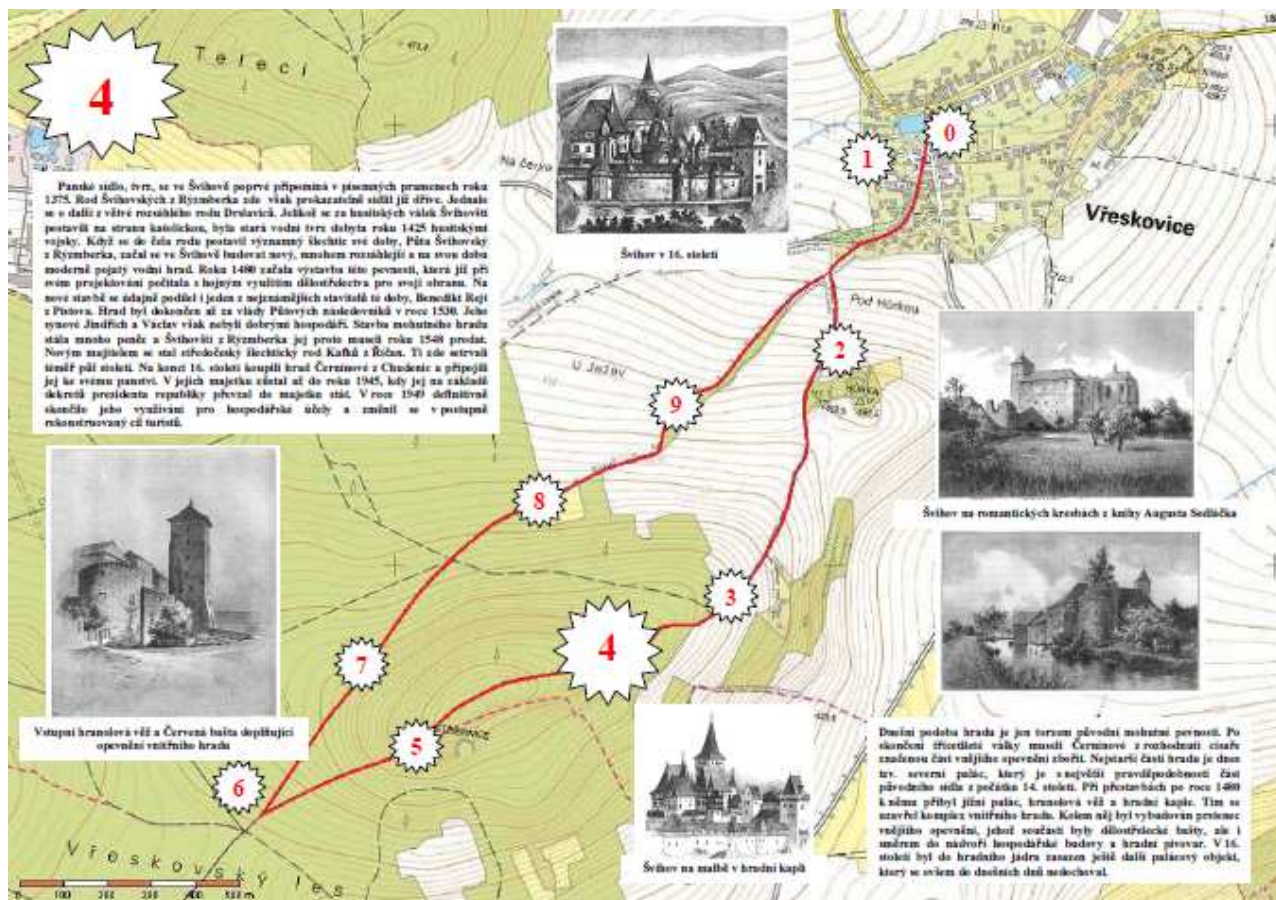 4
Teleci
Na čerya
Panské sídlo, tvrz, se ve Švihově poprvé připomíná v písemných pramenech roku
1375. Rod Švihovských z Rýzmberka zde však prokazatelně sídlil již dříve. Jednalo
se o další z větví rozsáhlého rodu Drslaviců. Jelikož se za husitských válek Švihovští
postavili na stranu katolickou, byla stará vodní tvrz dobyta roku 1425 husitskými
vojsky. Když se do čela rodu postavil významný šlechtic své doby, Půta Švihovský
z Rýzmberka, začal se ve Švihově budovat nový, mnohem rozsáhlejší a na svou dobu
moderně pojatý vodní hrad. Roku 1480 začala výstavba této pevnosti, která již při
svém projektování počítala s hojným využitím dělostřelectva pro svoji obranu. Na
nové stavbě se údajně podílel i jeden z nejznámějších stavitelů té doby, Benedikt Rejt
z Pístova. Hrad byl dokončen až za vlády Půtových následovníků v roce 1530. Jeho
synové Jindřich a Václav však nebyli dobrými hospodáři. Stavba mohutného hradu
stála mnoho peněz a Švihovští z Rýzmberka jej proto museli roku 1548 prodat.
Novým majitelem se stal středočeský šlechtický rod Kafků z Říčan. Ti zde setrvali
téměř půl století. Na konci 16. století koupili hrad Černínové z Chudenic a připojili
jej ke svému panství. V jejich majetku zůstal až do roku 1945, kdy jej na základě
dekretů prezidenta republiky převzal do majetku stát. V roce 1949 definitivně
skončilo jeho využívání pro hospodářské účely a změnil se v postupně
rekonstruovaný cíl turistů.
Švihov v 16. století
0
1
Vřeskovice
Pod Hůrkou
2
HŮRKA
U Jezby
9
8
3
4
7
5
6
Švihov na romantických kresbách z knihy Augusta Sedláčka
Vstupní hranolová věž a Červená bašta doplňující
opevnění vnitřního hradu
Švihov na malbě v hradní kapli
Dnešní podoba hradu je jen torzem původní mohutné pevnosti. Po
skončení třicetileté války museli Černínové z rozhodnutí císaře
značnou část vnějšího opevnění zbořit. Nejstarší částí hradu je dnes
tzv. severní palác, který je s největší pravděpodobností část
původního sídla z počátku 14. století. Při přestavbách po roce 1480
k němu přibyl jižní palác, hranolová věž a hradní kaple. Tím se
uzavřel komplex vnitřního hradu. Kolem něj byl vybudován prstenec
vnějšího opevnění, jehož součástí byly dělostřelecké bašty, ale i
směrem do nádvoří hospodářské budovy a hradní pivovar. V 16.
století byl do hradního jádra zasazen ještě další palácový objekt,
který se ovšem do dnešních dnů nedochoval.
Vřeskovský les
0 100 200 300 400 500 m